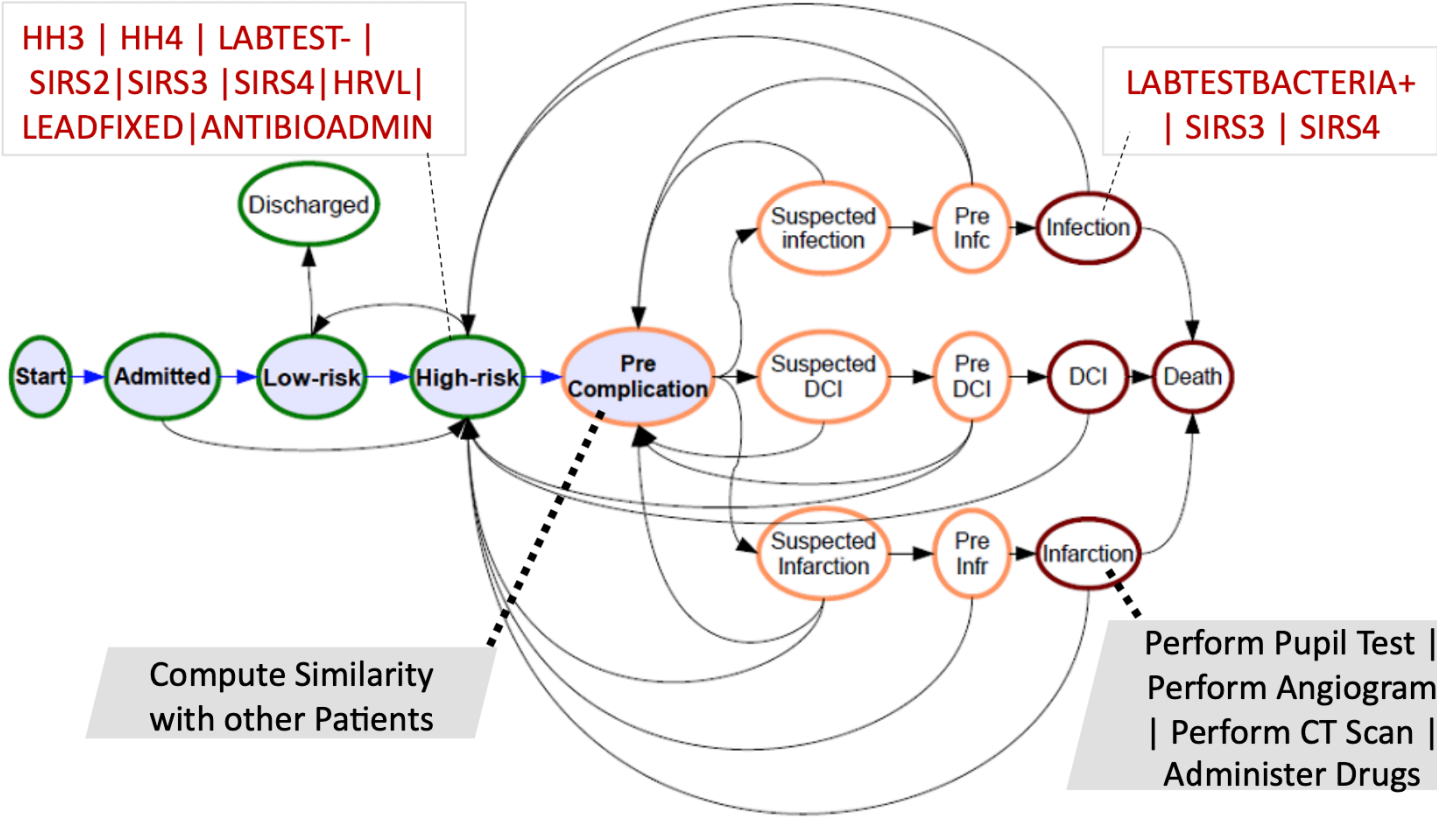 HH3 | HH4 | LABTEST- |
SIRS2|SIRS3 |SIRS4|HRVL|
LEADFIXED|ANTIBIOADMIN
LABTESTBACTERIA+
| SIRS3 | SIRS4
Discharged
Suspected
infection
Pre
Infc
Infection
Start
Admitted
Low-risk
High-risk
Pre
Complication
Suspected
DCI
Pre
DCI
DCI
Death
Suspected
Infarction
Pre
Infr
Infarction
Compute Similarity
with other Patients
Perform Pupil Test |
Perform Angiogram
| Perform CT Scan |
Administer Drugs